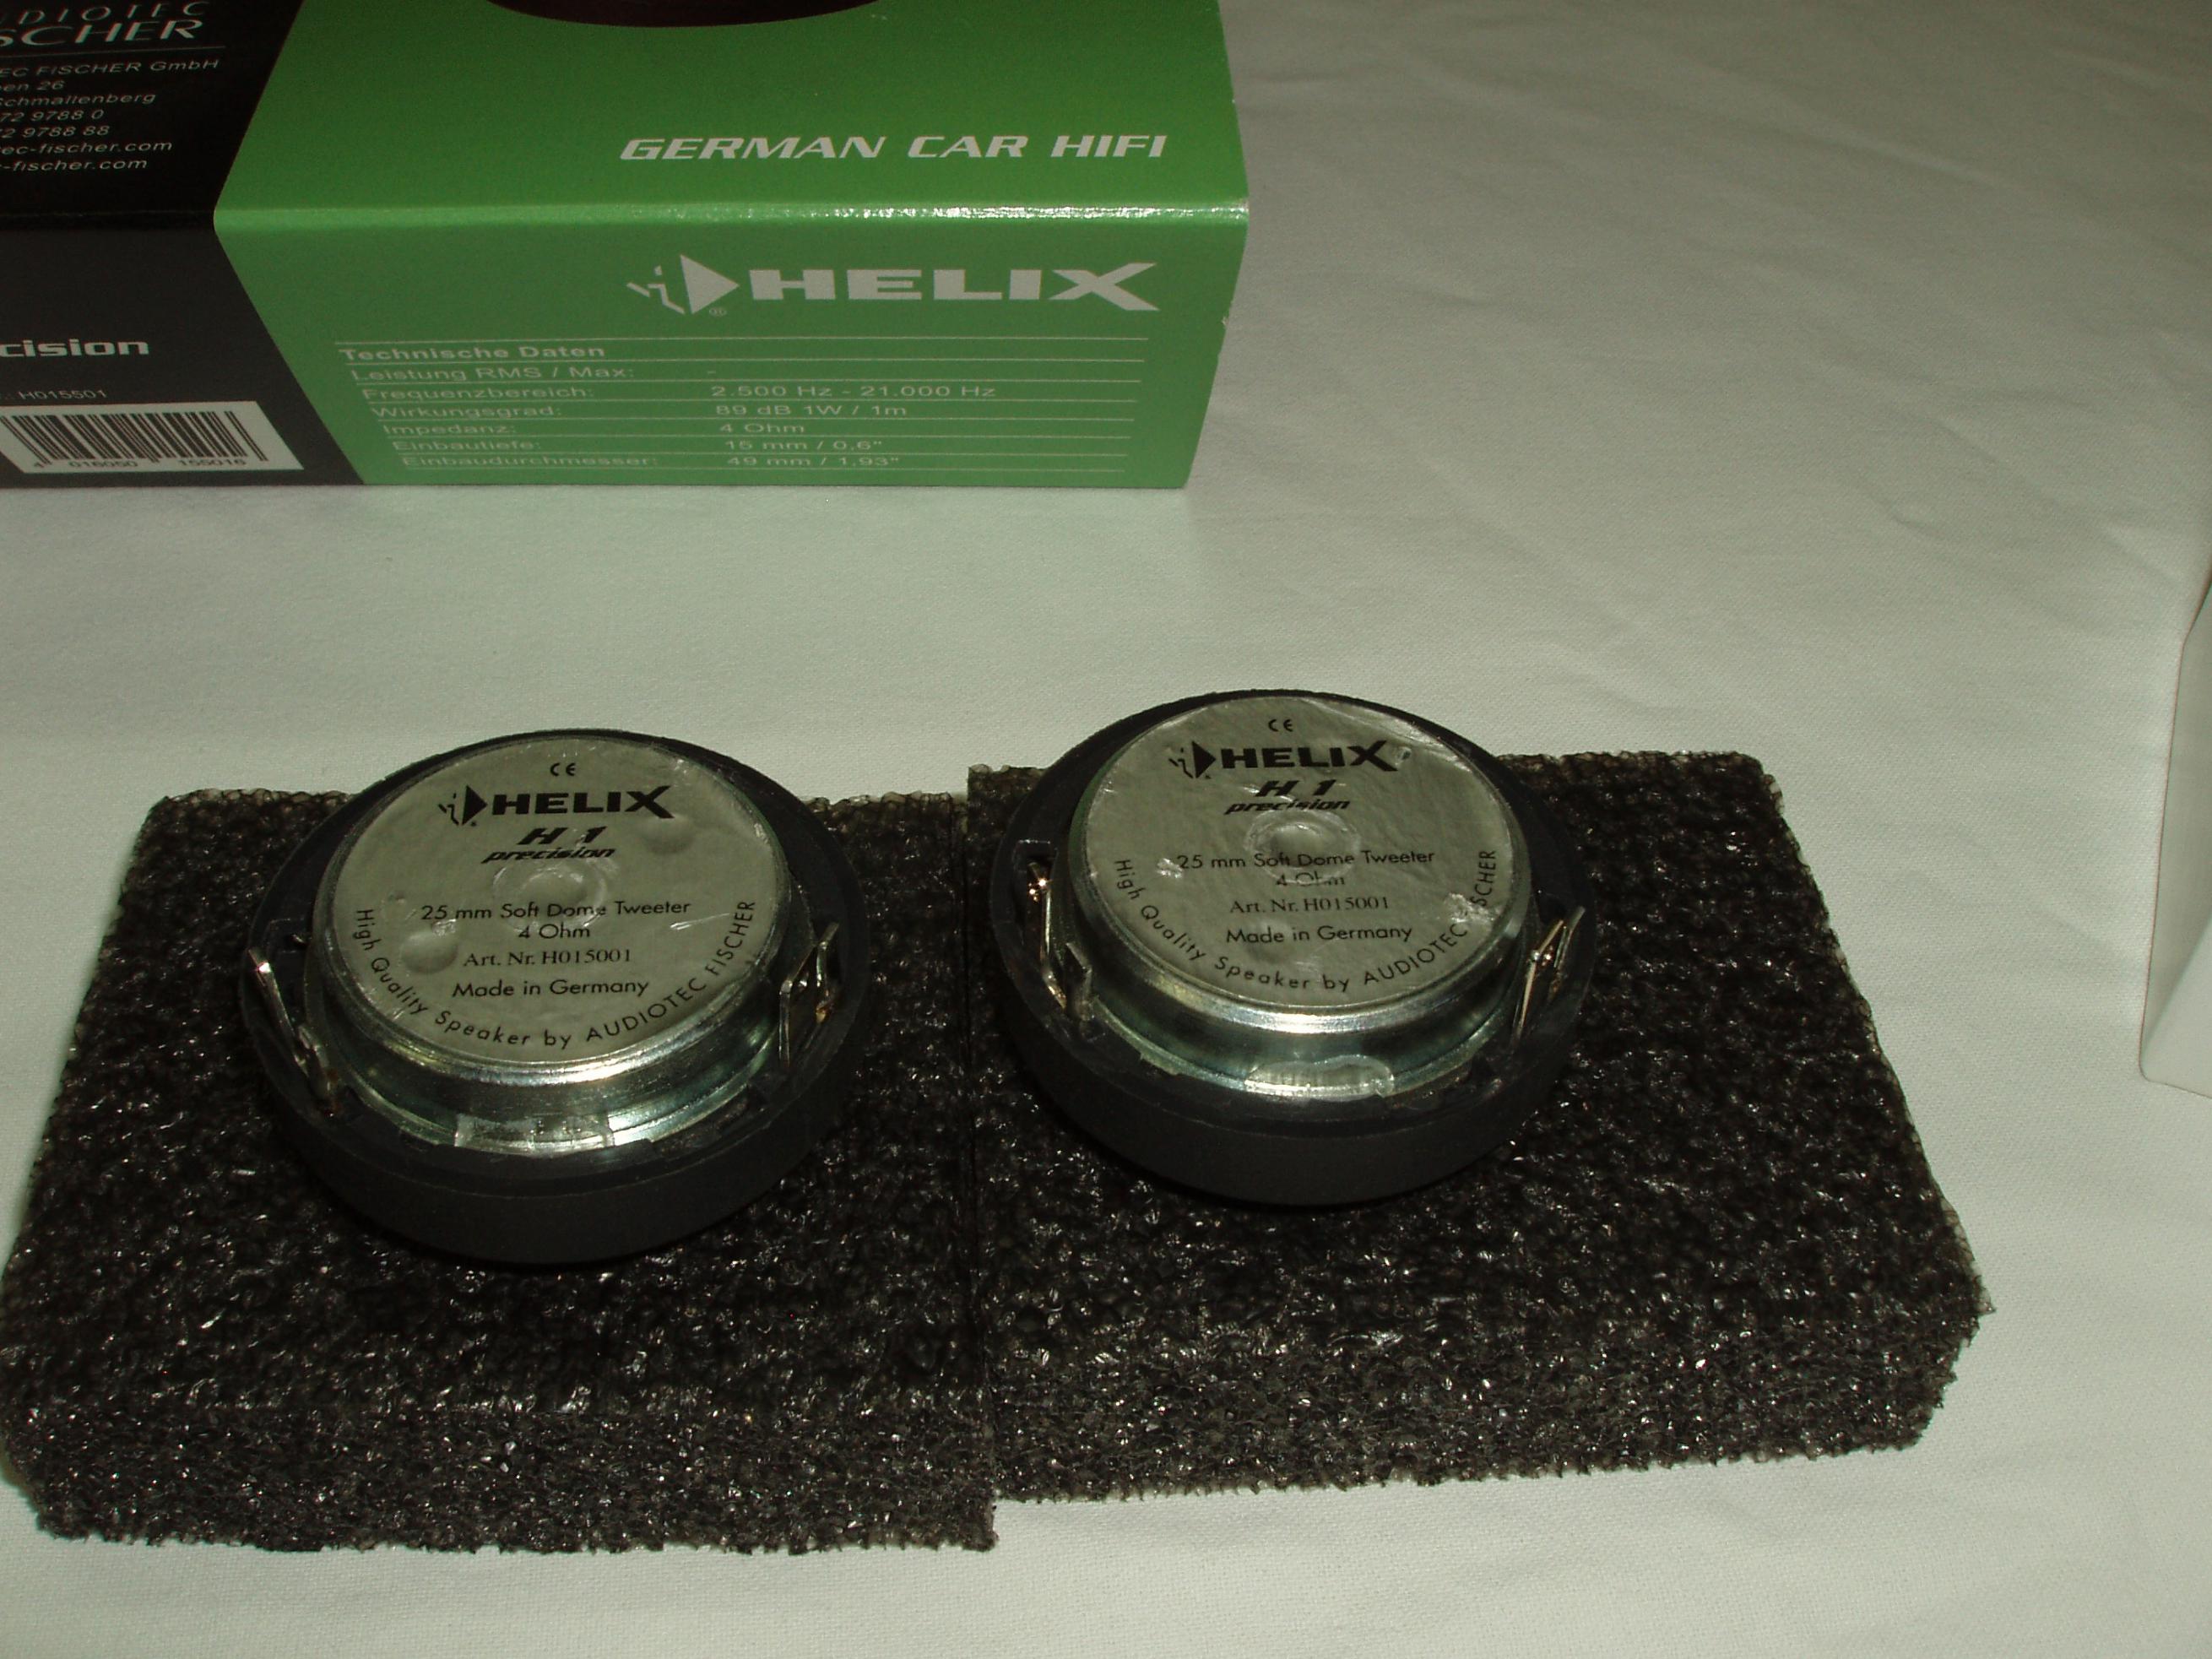 DIOTEC
SCHER
EC FISCHER GmbH
en 26
Schmallenberg
72 9788 0
72 9788 88
ec-fischer.com
-fischer.com
GERMAN CAR HIFI
HELIX
®
cision
.: H015501
4 016050 155016
Technische Daten
Leistung RMS / Max: -
Frequenzbereich: 2.500 Hz - 21.000 Hz
Wirkungsgrad: 89 dB 1W / 1m
Impedanz: 4 Ohm
Einbautiefe: 15 mm / 0,6"
Einbaudurchmesser: 49 mm / 1,93"
CE
HELIX
H 1
precision
25 mm Soft Dome Tweeter
4 Ohm
Art. Nr. H015001
Made in Germany
High Quality Speaker by AUDIOTEC FISCHER
CE
HELIX
H 1
precision
25 mm Soft Dome Tweeter
4 Ohm
Art. Nr. H015001
Made in Germany
High Quality Speaker by AUDIOTEC FISCHER